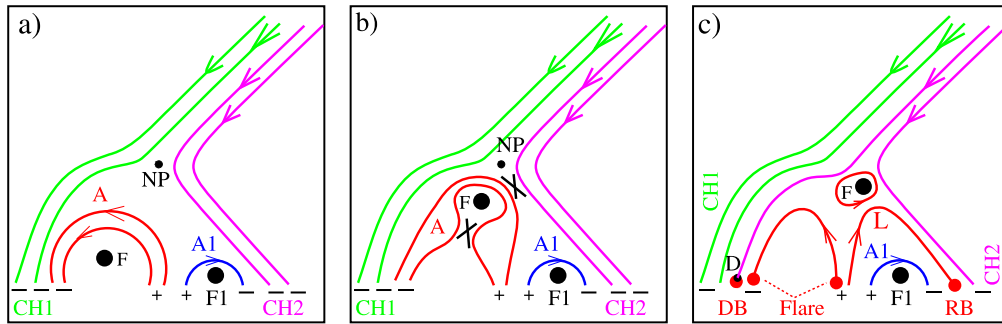 a)
NP
A
F
A1
F1
— — — + + — — —
CH1 CH2
b)
NP
F
A
A1
F1
— — — + + — — —
CH1 CH2
c)
CH1
F
L
A1
D
F1
CH2
— — + + — —
DB Flare RB